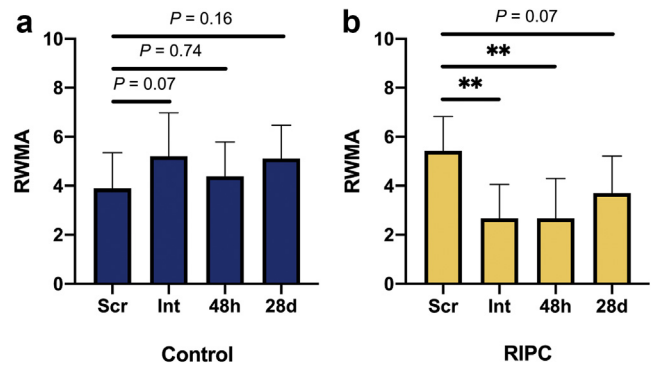 a
P = 0.16
P = 0.74
P = 0.07
RWMA
10
8
6
4
2
0
Scr Int 48h 28d
Control
b
P = 0.07
**
**
RWMA
10
8
6
4
2
0
Scr Int 48h 28d
RIPC